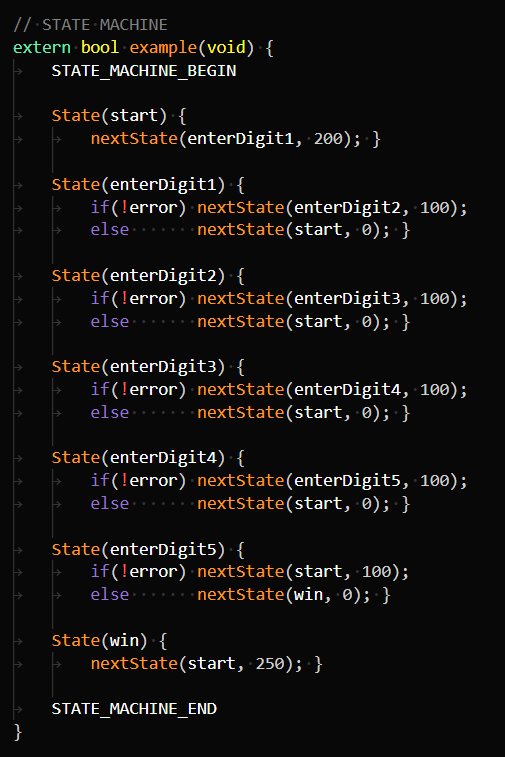 // STATE MACHINE
extern bool example(void) {
STATE_MACHINE_BEGIN
State(start) {
nextState(enterDigit1, 200); }
State(enterDigit1) {
if(!error) nextState(enterDigit2, 100);
else nextState(start, 0); }
State(enterDigit2) {
if(!error) nextState(enterDigit3, 100);
else nextState(start, 0); }
State(enterDigit3) {
if(!error) nextState(enterDigit4, 100);
else nextState(start, 0); }
State(enterDigit4) {
if(!error) nextState(enterDigit5, 100);
else nextState(start, 0); }
State(enterDigit5) {
if(!error) nextState(start, 100);
else nextState(win, 0); }
State(win) {
nextState(start, 250); }
STATE_MACHINE_END
}